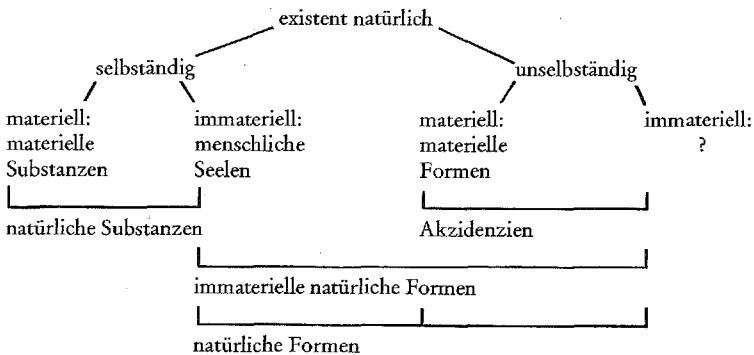 existent natürlich
selbständig unselbständig
materiell: immateriell: materiell: immateriell:
materielle menschliche materielle ?
Substanzen Seelen Formen
natürliche Substanzen Akzidenzien
immaterielle natürliche Formen
natürliche Formen